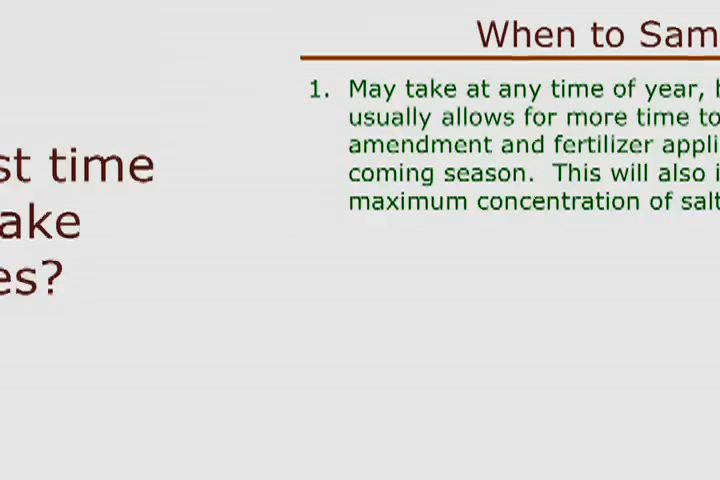 When to Sam
1. May take at any time of year, b
usually allows for more time to
amendment and fertilizer appli
coming season. This will also i
maximum concentration of salt
st time
ake
es?